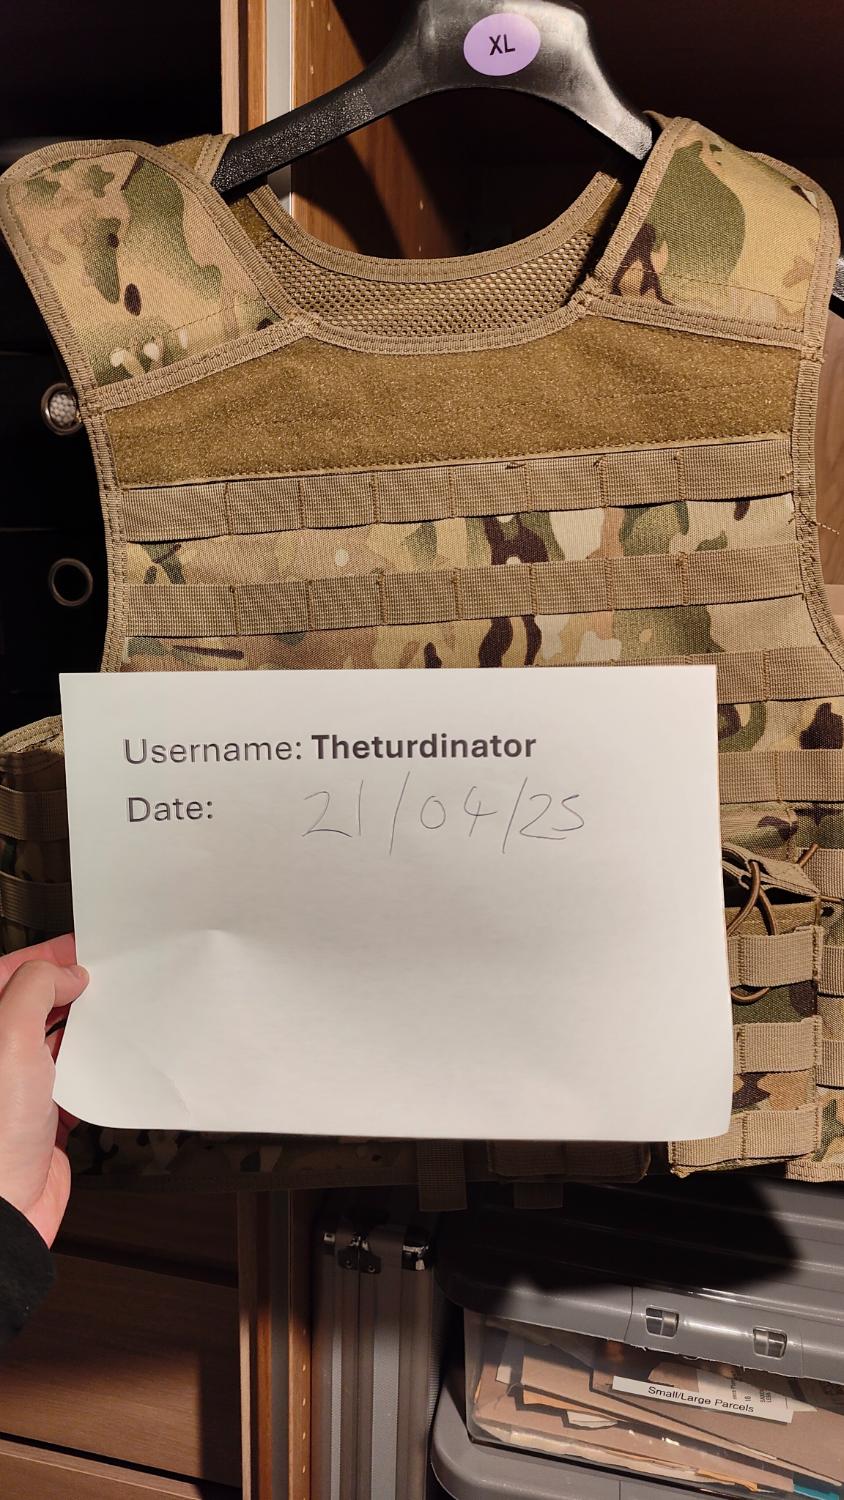 XL
Username: Theturdinator
Date: 21/04/25
Small/Large Parcels